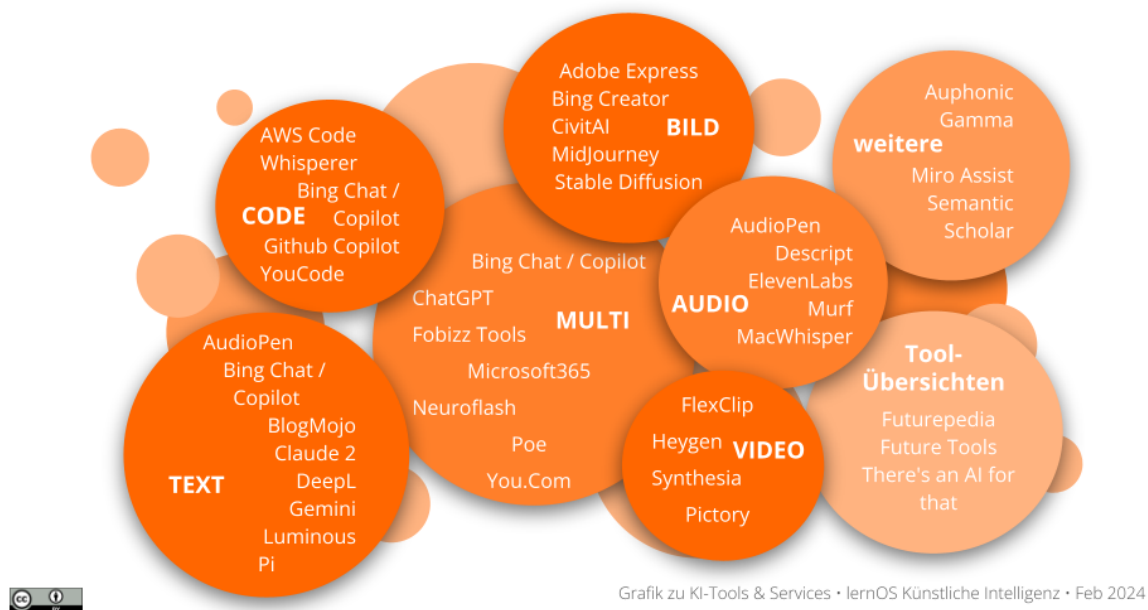 Adobe Express
Bing Creator
CivitAI
BILD
MidJourney
Stable Diffusion
Auphonic
Gamma
weitere
Miro Assist
Semantic
Scholar
AWS Code
Whisperer
Bing Chat /
CODE Copilot
Github Copilot
YouCode
Bing Chat / Copilot
ChatGPT
MULTI
Fobizz Tools
Microsoft365
Neuroflash
Poe
You.Com
AudioPen
Descript
ElevenLabs
AUDIO
Murf
MacWhisper
AudioPen
Bing Chat /
Copilot
BlogMojo
Claude 2
TEXT
DeepL
Gemini
Luminous
Pi
FlexClip
Heygen
VIDEO
Synthesia
Pictory
Tool-
Übersichten
Futurepedia
Future Tools
There's an AI for
that
cc
BY
Grafik zu KI-Tools & Services • lernOS Künstliche Intelligenz • Feb 2024